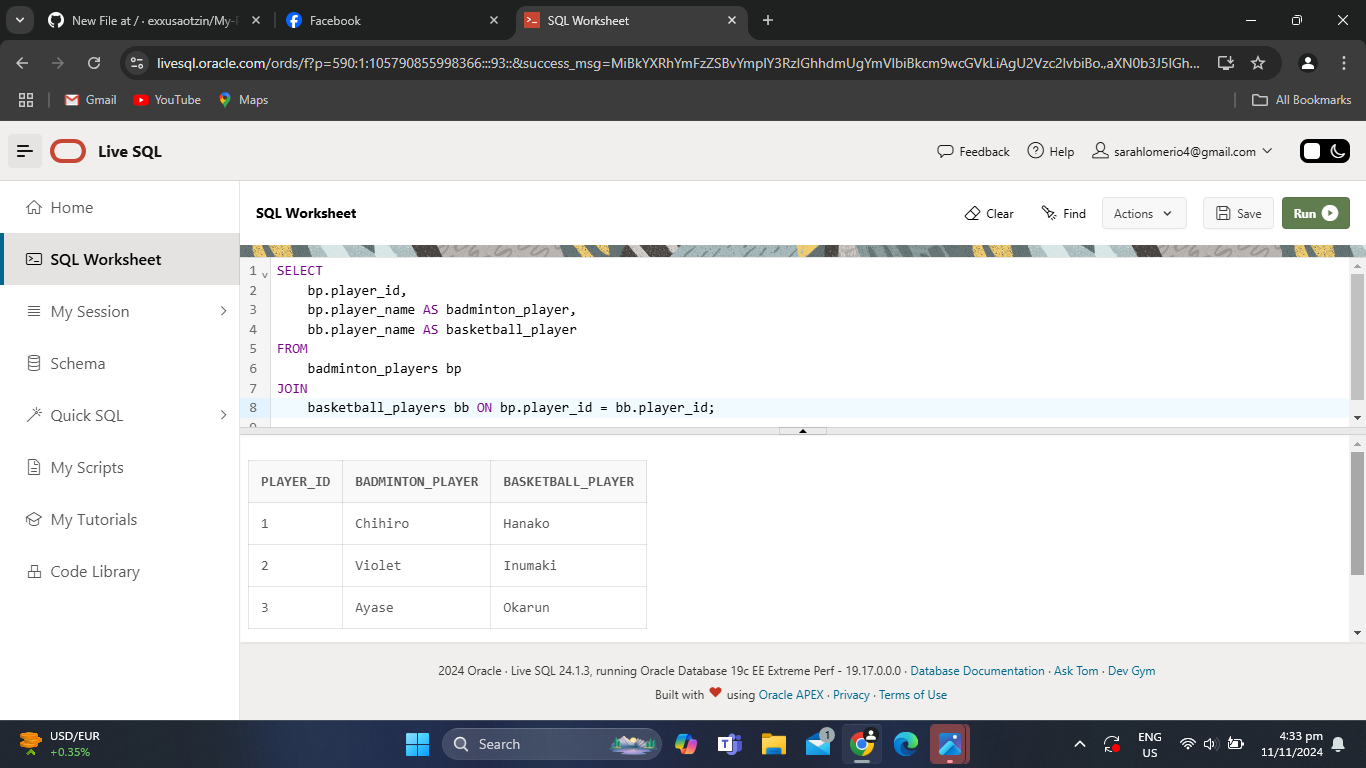 New File at / · exxusaotzin/My-
Facebook
SQL Worksheet
livesql.oracle.com/ords/f?p=590:1:105790855998366:::93::&success_msg=MiBkYXRhYmFzZSBvYmplY3RzIGhhdmUgYmVlbiBkcm9wcGVkLiAgU2Vzc2lvbiBo.,aXN0b3J5IGh...
Gmail
YouTube
Maps
All Bookmarks
Live SQL
Feedback
Help
sarahlomerio4@gmail.com
Home
SQL Worksheet
My Session
Schema
Quick SQL
My Scripts
My Tutorials
Code Library
SQL Worksheet
Clear
Find
Actions
Save
Run
1 SELECT
2 bp.player_id,
3 bp.player_name AS badminton_player,
4 bb.player_name AS basketball_player
5 FROM
6 badminton_players bp
7 JOIN
8 basketball_players bb ON bp.player_id = bb.player_id;
9
PLAYER_ID BADMINTON_PLAYER BASKETBALL_PLAYER
1 Chihiro Hanako
2 Violet Inumaki
3 Ayase Okarun
2024 Oracle · Live SQL 24.1.3, running Oracle Database 19c EE Extreme Perf - 19.17.0.0.0 · Database Documentation · Ask Tom · Dev Gym
Built with ❤ using Oracle APEX · Privacy · Terms of Use
USD/EUR
+0.35%
Search
1
ENG
US
4:33 pm
11/11/2024